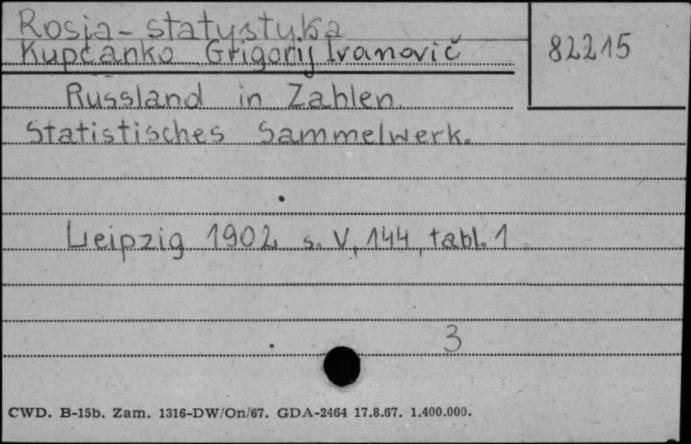 Rosja - statystyka
Kupčanko Grigorij Ivanovič
82215
Russland in Zahlen.
Statistisches Sammelwerk.
Leipzig 1902 s. V, 144, tabl. 1
3
CWD. B-15b. Zam. 1316-DW/On/67. GDA-2464 17.8.67. 1.400.000.